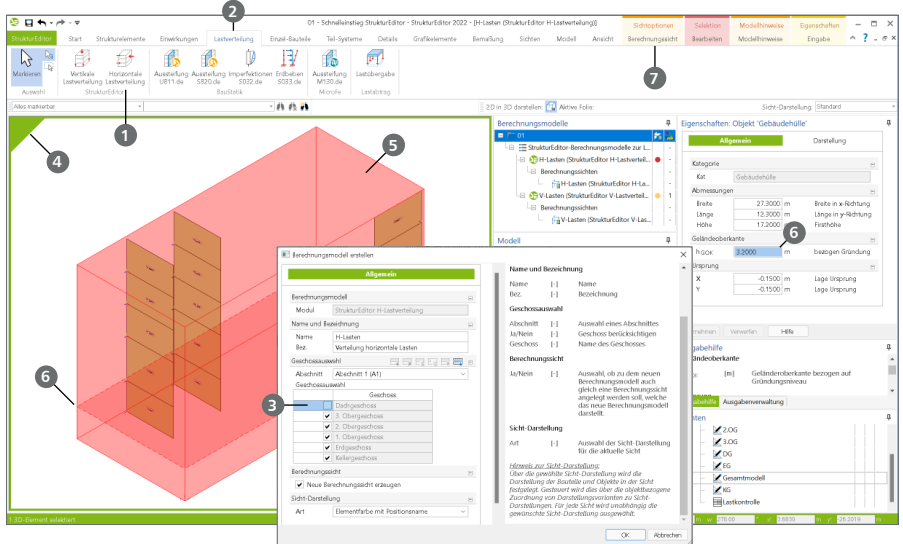 01 - Schnelleinstieg StrukturEditor - StrukturEditor 2022 - [H-Lasten (StrukturEditor H-Lastverteilung)]
Sichtoptionen Selektion Modellhinweise Eigenschaften
StrukturEditor Start Strukturelemente Einwirkungen Lastverteilung Einzel-Bauteile Teil-Systeme Details Grafikelemente Bemaßung Sichten Modell Ansicht Berechnungssicht Bearbeiten Modellhinweise Eingabe
2
7
Markieren
Auswahl
Vertikale Lastverteilung
Horizontale Lastverteilung
StrukturEditor
Aussteifung U811.de
Aussteifung S820.de
Imperfektionen S032.de
Erdbeben S033.de
BauStatik
Aussteifung M130.de
MicroFe
Lastübergabe
Lastabtrag
1
Alles markierbar
2D in 3D darstellen:
Aktive Folie:
Sicht-Darstellung: Standard
4
5
6
Berechnungsmodelle
01
StrukturEditor-Berechnungsmodelle zur L...
H-Lasten (StrukturEditor H-Lastverteil...
Berechnungssichten
H-Lasten (StrukturEditor H-La...
V-Lasten (StrukturEditor V-Lastverteil... 1
Berechnungssichten
V-Lasten (StrukturEditor V-Las...
Modell
Eigenschaften: Objekt 'Gebäudehülle'
Allgemein Darstellung
Kategorie
Kat Gebäudehülle
Abmessungen
Breite 27.3000 m Breite in x-Richtung
Länge 12.3000 m Länge in y-Richtung
Höhe 17.2000 m Firsthöhe
Geländeoberkante
6
hGOK 3.2000 m bezogen Gründung
Ursprung
X -0.1500 m Lage Ursprung
Y -0.1500 m Lage Ursprung
Verwerfen Hilfe
[m] Geländeroberkante bezogen auf Gründungsniveau
Ausgabenverwaltung
2.OG
3.OG
DG
EG
Gesamtmodell
KG
Lastkontrolle
Berechnungsmodell erstellen
Allgemein
Berechnungsmodell
Modul StrukturEditor H-Lastverteilung
Name und Bezeichnung
Name H-Lasten
Bez. Verteilung horizontale Lasten
Geschossauswahl
Abschnitt Abschnitt 1 (A1)
Geschossauswahl
Geschoss
3
Dachgeschoss
3. Obergeschoss
2. Obergeschoss
1. Obergeschoss
Erdgeschoss
Kellergeschoss
Berechnungssicht
Neue Berechnungssicht erzeugen
Sicht-Darstellung
Art Elementfarbe mit Positionsname
Name und Bezeichnung
Name [-] Name
Bez. [-] Bezeichnung
Geschossauswahl
Abschnitt [-] Auswahl eines Abschnittes
Ja/Nein [-] Geschoss berücksichtigen
Geschoss [-] Name des Geschosses
Berechnungssicht
Ja/Nein [-] Auswahl, ob zu dem neuen
Berechnungsmodell auch
gleich eine Berechnungssicht
angelegt werden soll, welche
das neue Berechnungsmodell
darstellt.
Sicht-Darstellung
Art [-] Auswahl der Sicht-Darstellung
für die aktuelle Sicht
Hinweis zur Sicht-Darstellung:
Über die gewählte Sicht-Darstellung wird die
Darstellung der Bauteile und Objekte in der Sicht
festgelegt. Gesteuert wird dies über die objektbezogene
Zuordnung von Darstellungsvarianten zu Sicht-
Darstellungen. Für jede Sicht wird unabhängig die
gewünschte Sicht-Darstellung ausgewählt.
OK Abbrechen
1 3D-Element selektiert